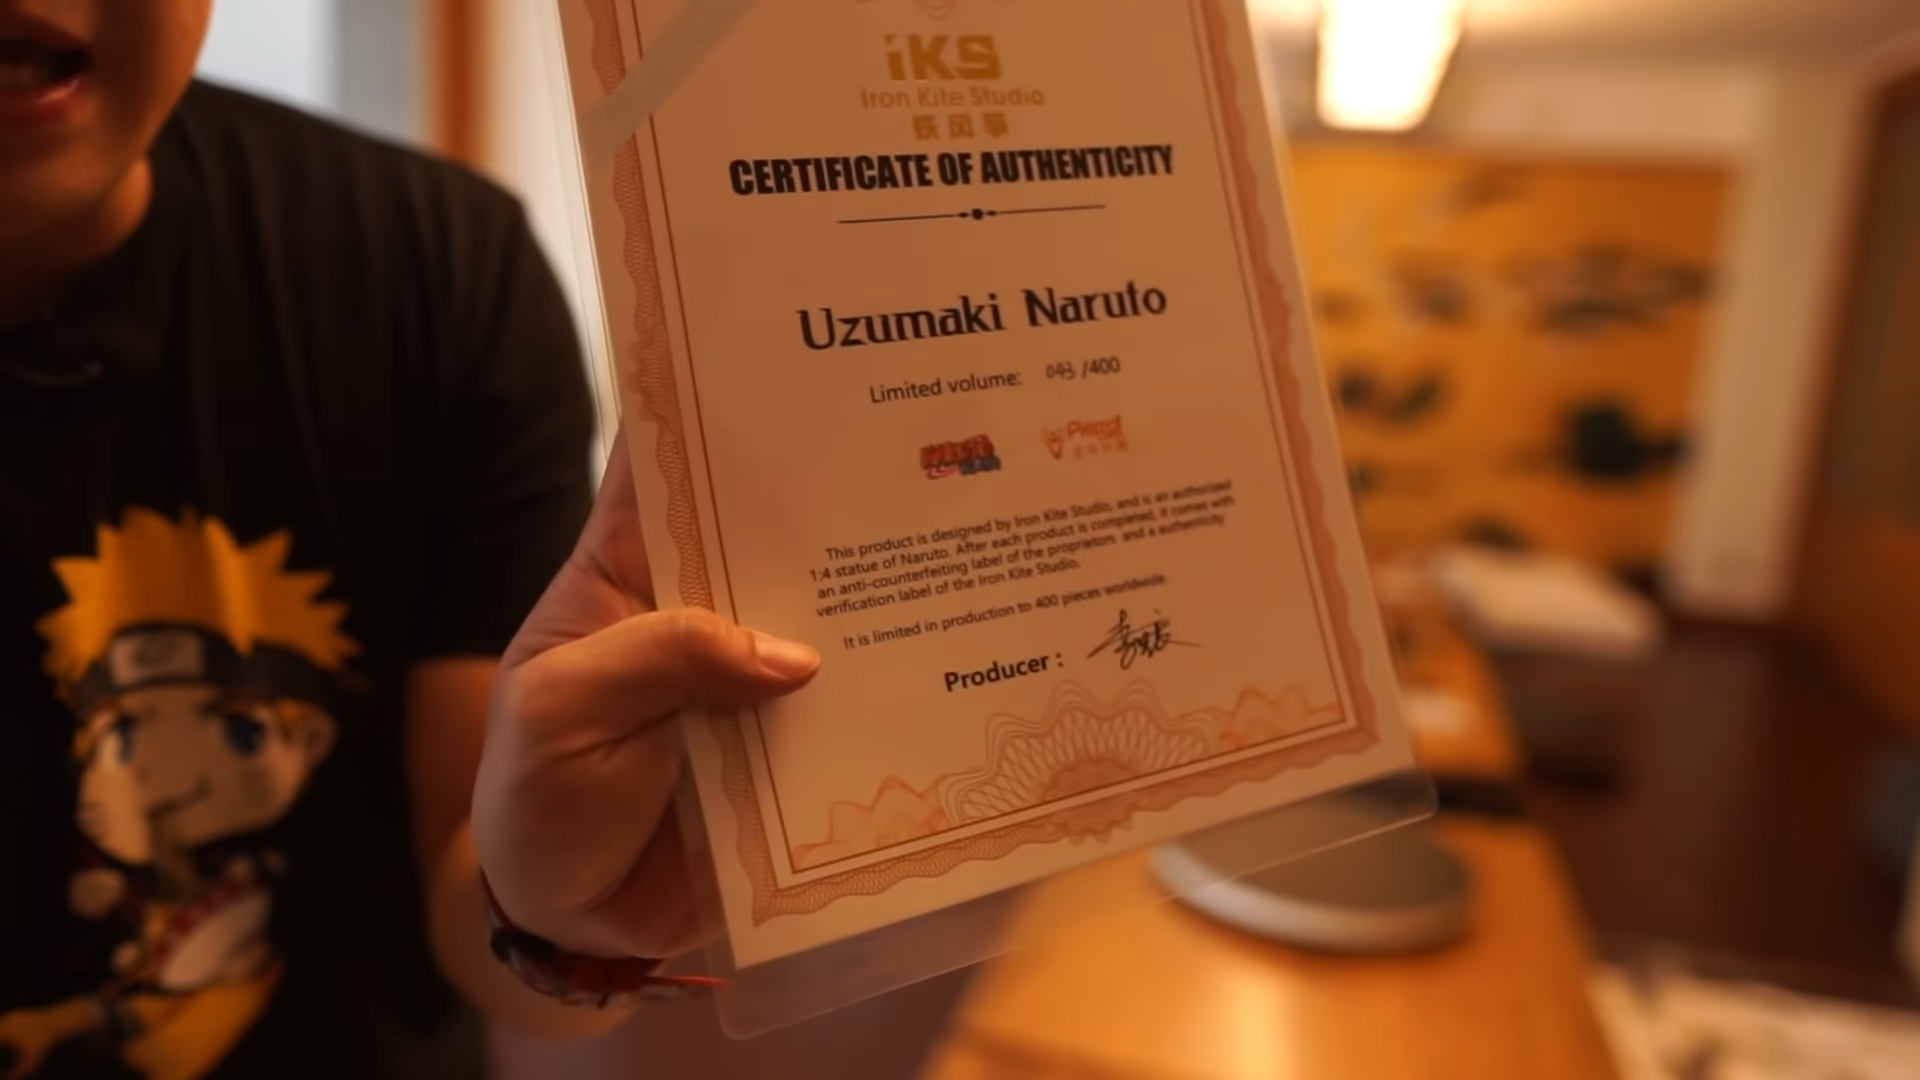 iKS
Iron Kite Studio
铁风筝
CERTIFICATE OF AUTHENTICITY
Uzumaki Naruto
Limited volume: 043 /400
Pierrot
This product is designed by Iron Kite Studio, and is an authorized
1:4 statue of Naruto. After each product is completed, it comes with
an anti-counterfeiting label of the proprietors and a authenticity
verification label of the Iron Kite Studio.
It is limited in production to 400 pieces worldwide.
Producer :